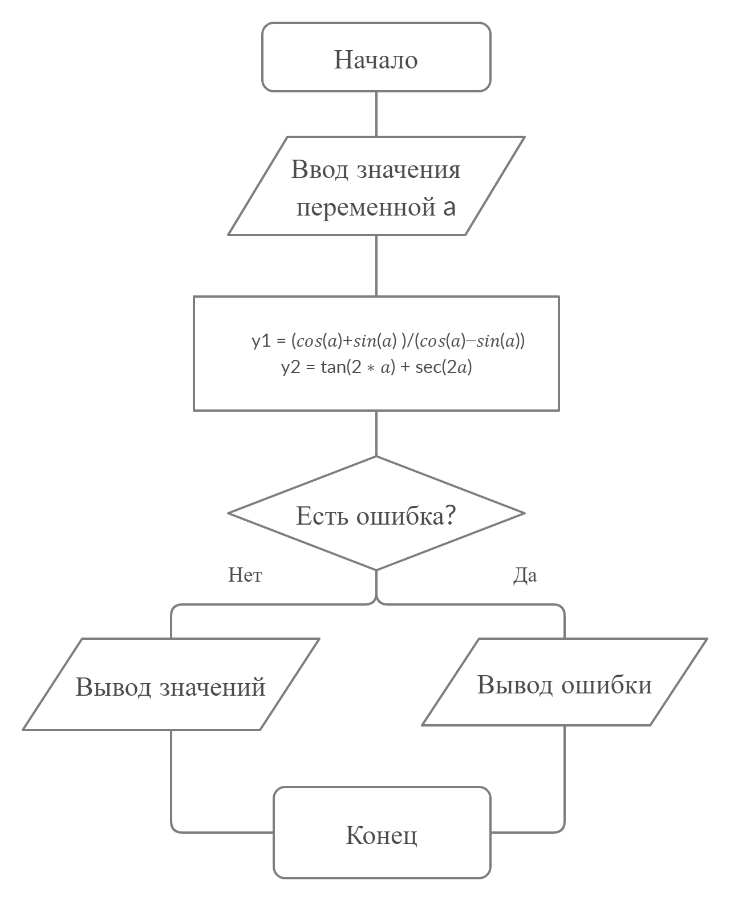 Начало
Ввод значения
переменной a
y1 = (cos(a)+sin(a) )/(cos(a)−sin(a))
y2 = tan(2 ∗ a) + sec(2a)
Есть ошибка?
Нет
Да
Вывод значений
Вывод ошибки
Конец